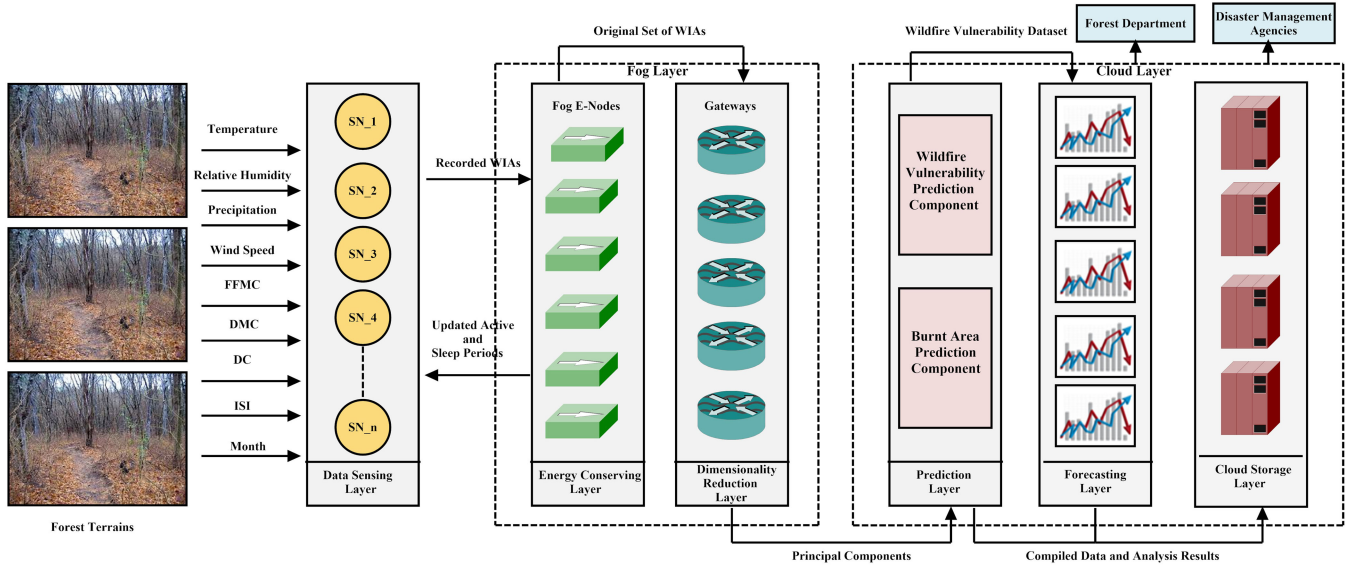 Original Set of WIAs
Wildfire Vulnerability Dataset
Forest Department
Disaster Management
Agencies
Fog Layer
Cloud Layer
Temperature
Relative Humidity
Precipitation
Wind Speed
FFMC
DMC
DC
ISI
Month
Forest Terrains
SN_1
SN_2
SN_3
SN_4
SN_n
Data Sensing
Layer
Recorded WIAs
Updated Active
and
Sleep Periods
Fog E-Nodes
Energy Conserving
Layer
Gateways
Dimensionality
Reduction
Layer
Principal Components
Wildfire
Vulnerability
Prediction
Component
Burnt Area
Prediction
Component
Prediction
Layer
Forecasting
Layer
Cloud Storage
Layer
Compiled Data and Analysis Results